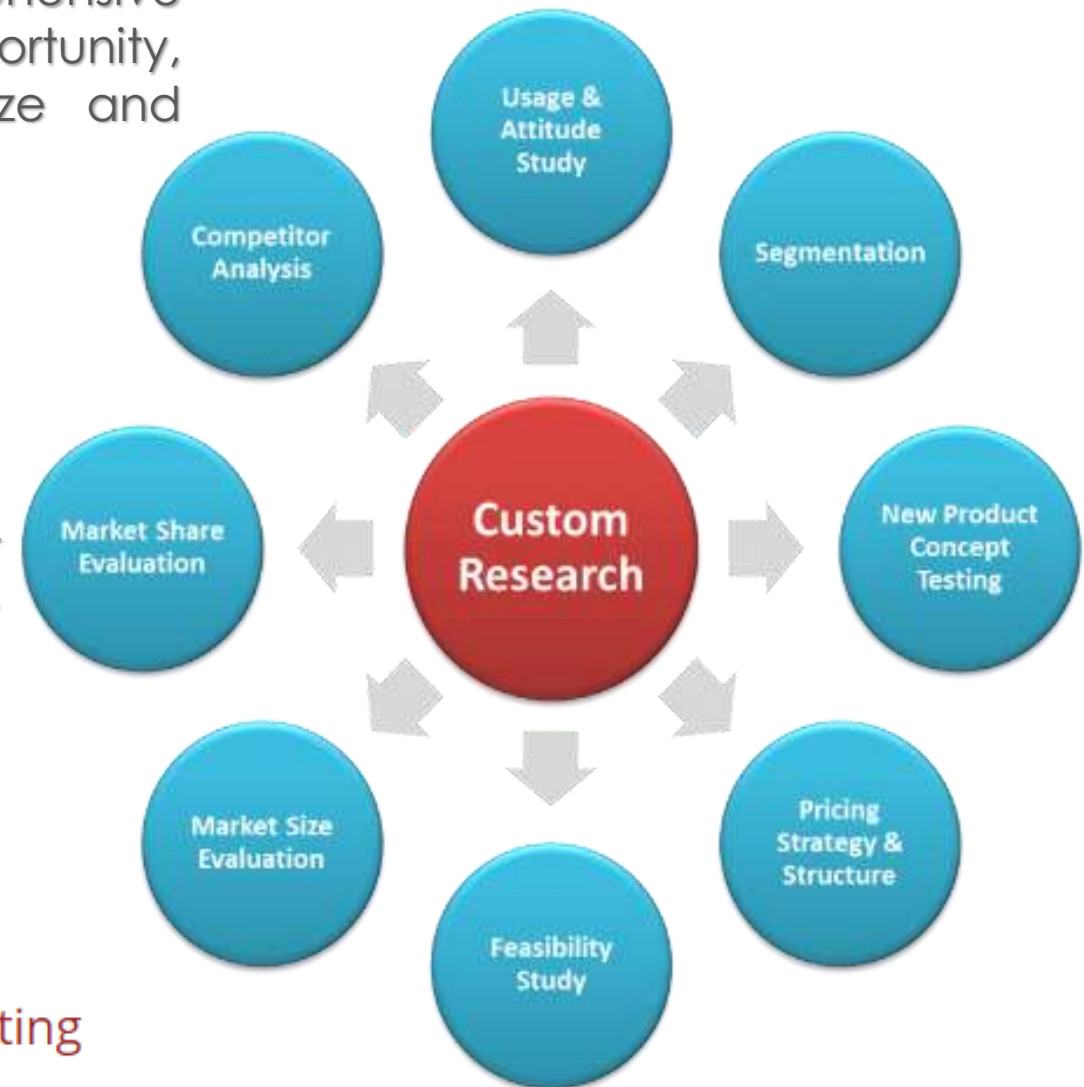 ortunity,
ze and
Usage &
Attitude
Study
Competitor
Analysis
Segmentation
Market Share
Evaluation
Custom
Research
New Product
Concept
Testing
Market Size
Evaluation
Pricing
Strategy &
Structure
Feasibility
Study
ting